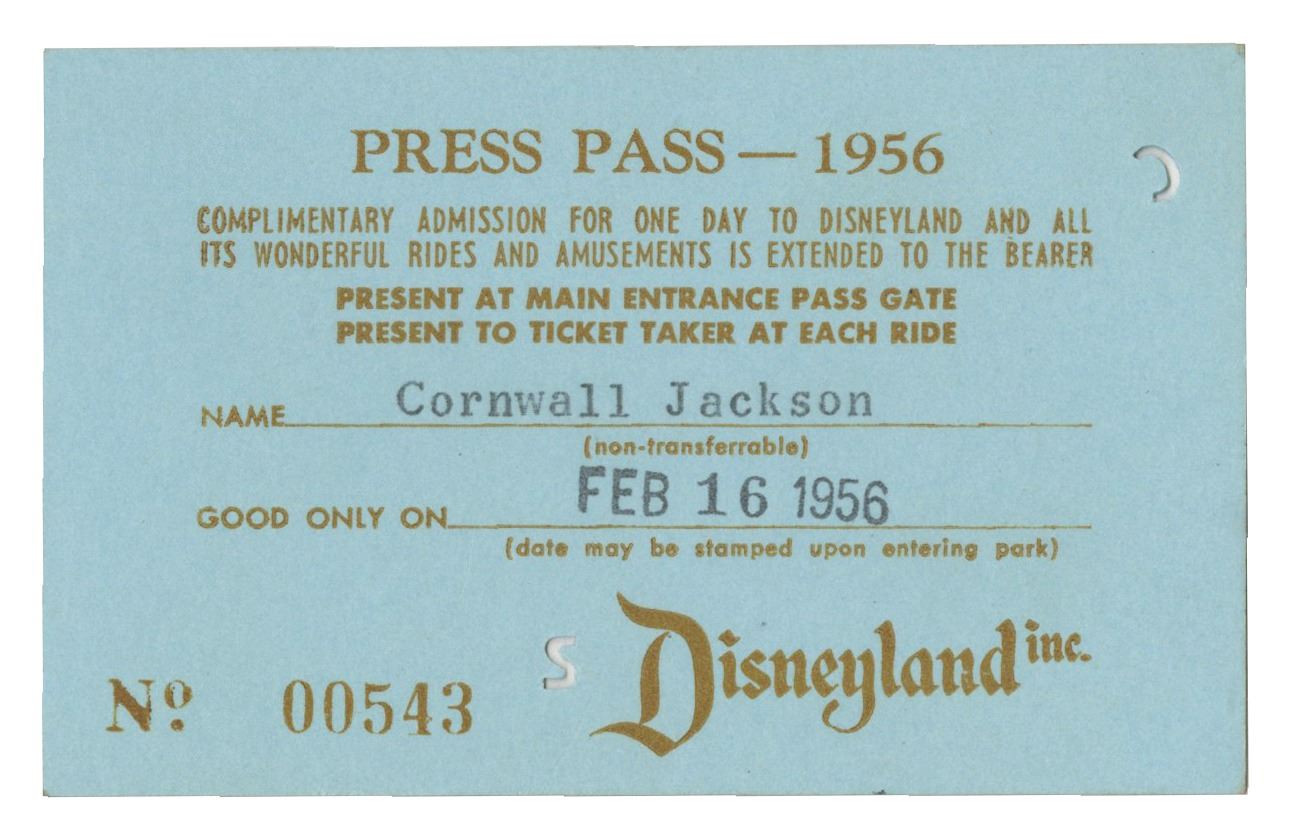 PRESS PASS — 1956
COMPLIMENTARY ADMISSION FOR ONE DAY TO DISNEYLAND AND ALL
ITS WONDERFUL RIDES AND AMUSEMENTS IS EXTENDED TO THE BEARER
PRESENT AT MAIN ENTRANCE PASS GATE
PRESENT TO TICKET TAKER AT EACH RIDE
NAME Cornwall Jackson
(non-transferrable)
GOOD ONLY ON FEB 16 1956
(date may be stamped upon entering park)
Disneyland inc.
Nº 00543